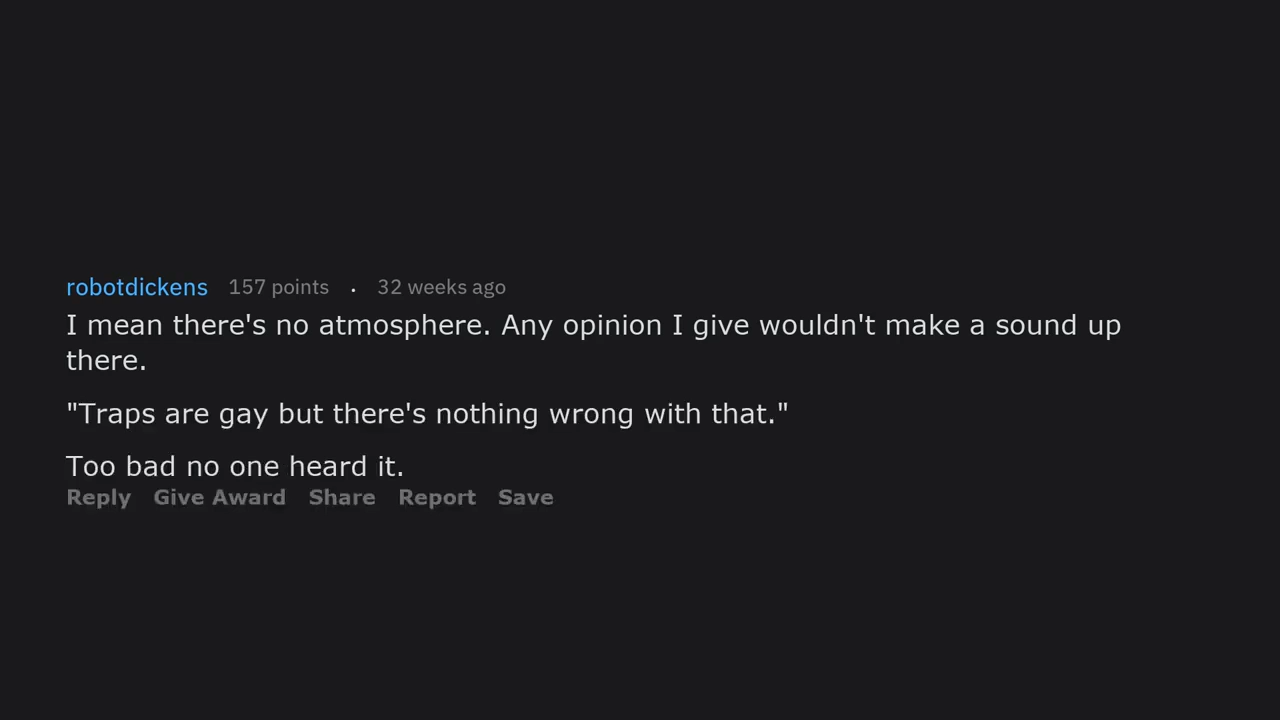 robotdickens 157 points . 32 weeks ago
I mean there's no atmosphere. Any opinion I give wouldn't make a sound up
there.
"Traps are gay but there's nothing wrong with that."
Too bad no one heard it.
Reply Give Award Share Report Save